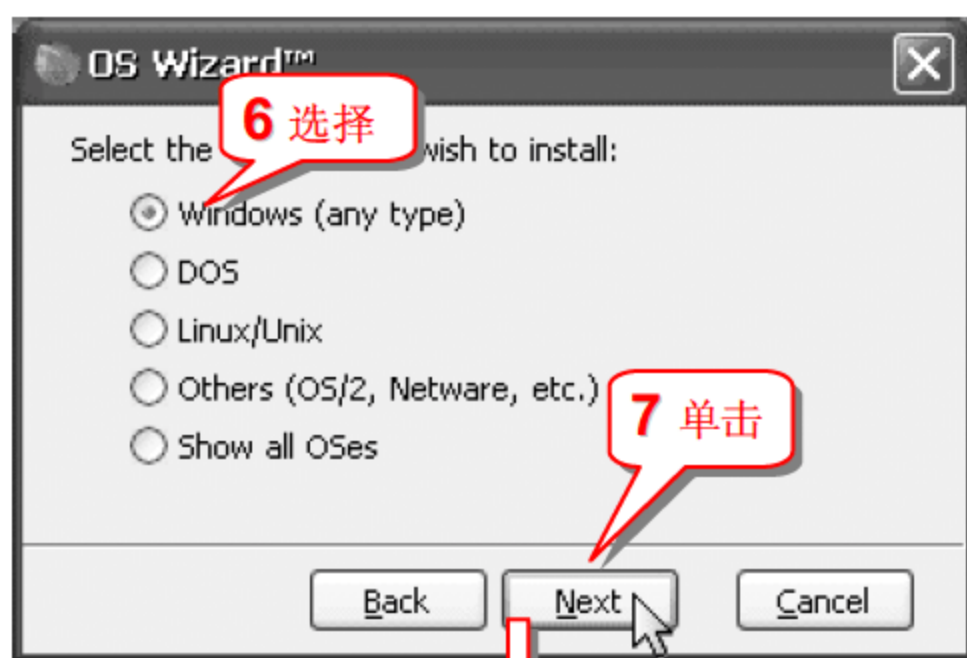 OS Wizard™
6 选择
Select the wish to install:
Windows (any type)
DOS
Linux/Unix
Others (OS/2, Netware, etc.)
7 单击
Show all OSes
Back Next Cancel